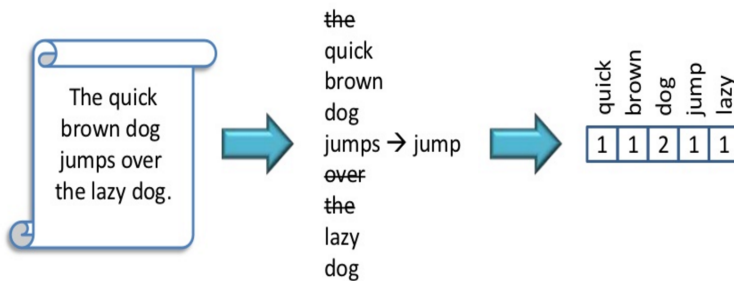 The quick
brown dog
jumps over
the lazy dog.
the
quick
brown
dog
jumps → jump
over
the
lazy
dog
quick brown dog jump lazy
1 1 2 1 1